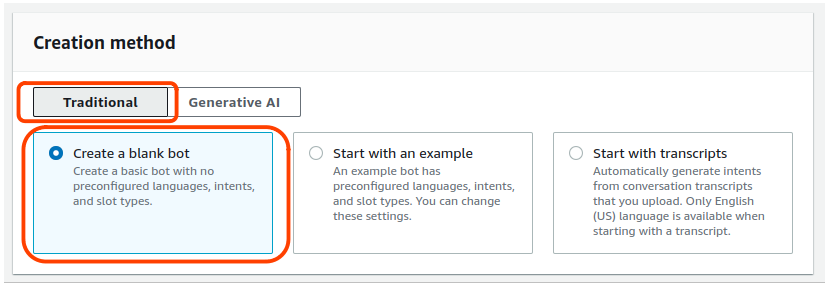 Creation method
Traditional
Generative AI
Create a blank bot
Create a basic bot with no
preconfigured languages, intents,
and slot types.
Start with an example
An example bot has
preconfigured languages, intents,
and slot types. You can change
these settings.
Start with transcripts
Automatically generate intents
from conversation transcripts
that you upload. Only English
(US) language is available when
starting with a transcript.